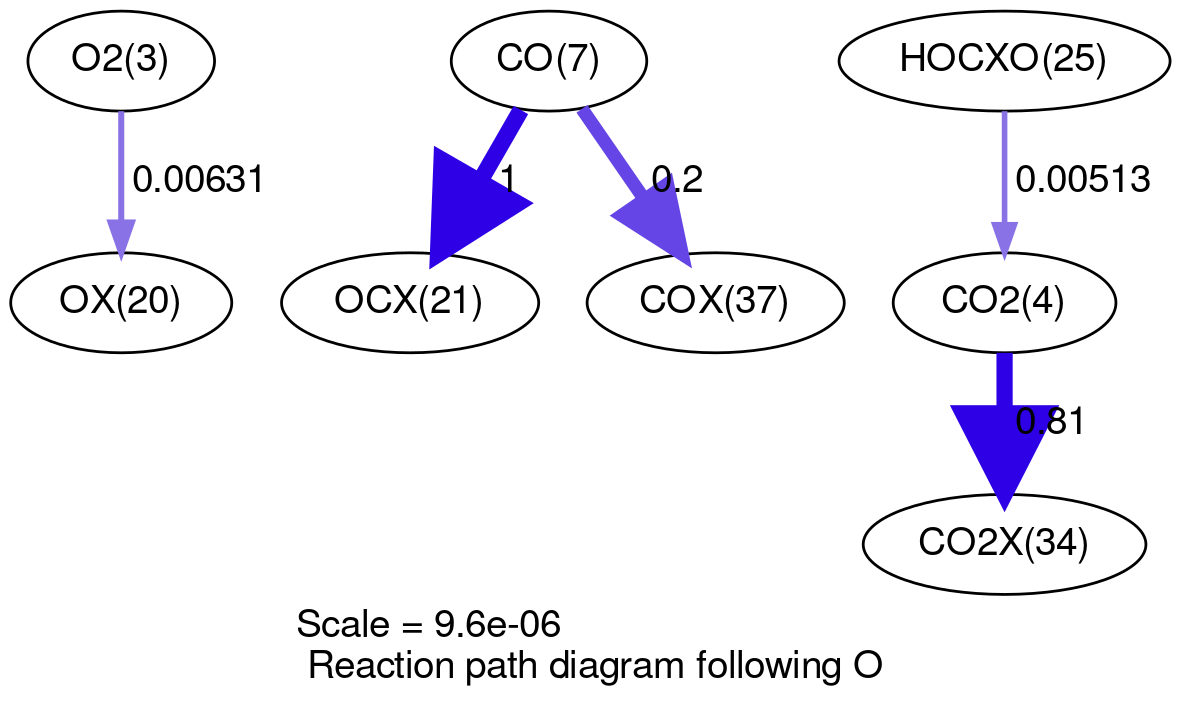 O2(3)
CO(7)
HOCXO(25)
0.00631
1
0.2
0.00513
OX(20)
OCX(21)
COX(37)
CO2(4)
0.81
CO2X(34)
Scale = 9.6e-06
Reaction path diagram following O